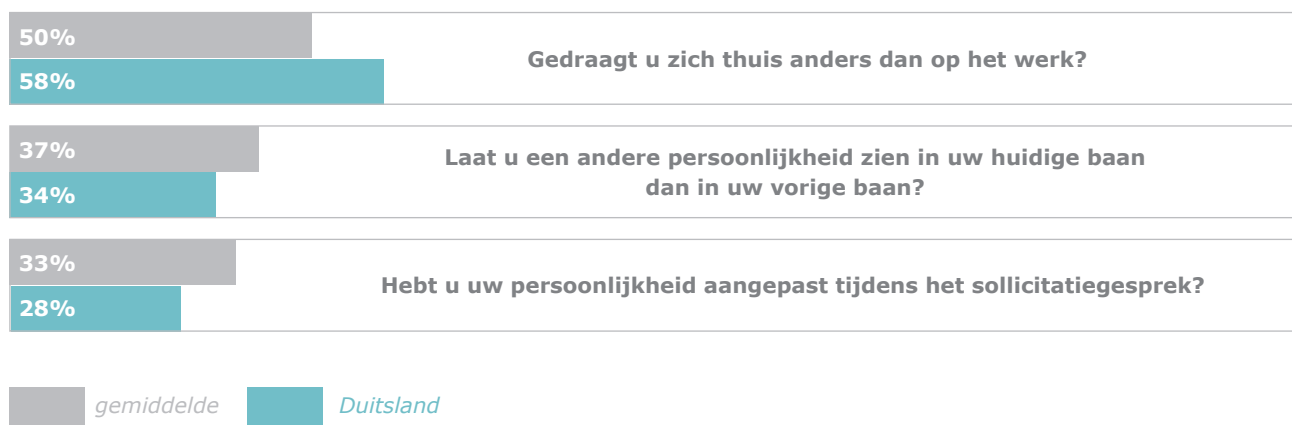 50%
58%
Gedraagt u zich thuis anders dan op het werk?
37%
34%
Laat u een andere persoonlijkheid zien in uw huidige baan
dan in uw vorige baan?
33%
28%
Hebt u uw persoonlijkheid aangepast tijdens het sollicitatiegesprek?
gemiddelde
Duitsland